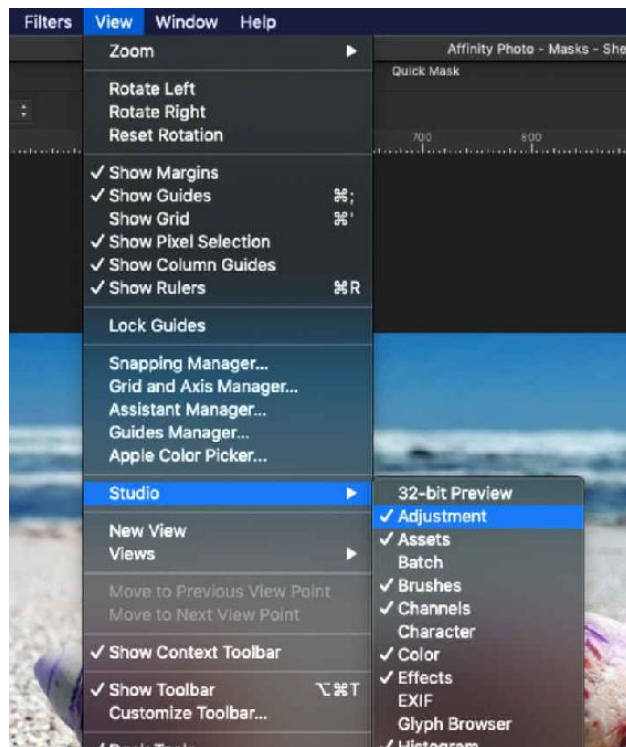 Filters View Window Help
Affinity Photo - Masks - She
Quick Mask
700 800
Zoom
Rotate Left
Rotate Right
Reset Rotation
✓ Show Margins
✓ Show Guides ⌘;
Show Grid ⌘'
✓ Show Pixel Selection
✓ Show Column Guides
✓ Show Rulers ⌘R
Lock Guides
Snapping Manager...
Grid and Axis Manager...
Assistant Manager...
Guides Manager...
Apple Color Picker...
Studio
New View
Views
Move to Previous View Point
Move to Next View Point
✓ Show Context Toolbar
✓ Show Toolbar ⌥⌘T
Customize Toolbar...
32-bit Preview
✓ Adjustment
✓ Assets
Batch
✓ Brushes
✓ Channels
Character
✓ Color
✓ Effects
EXIF
Glyph Browser
✓ Histogram